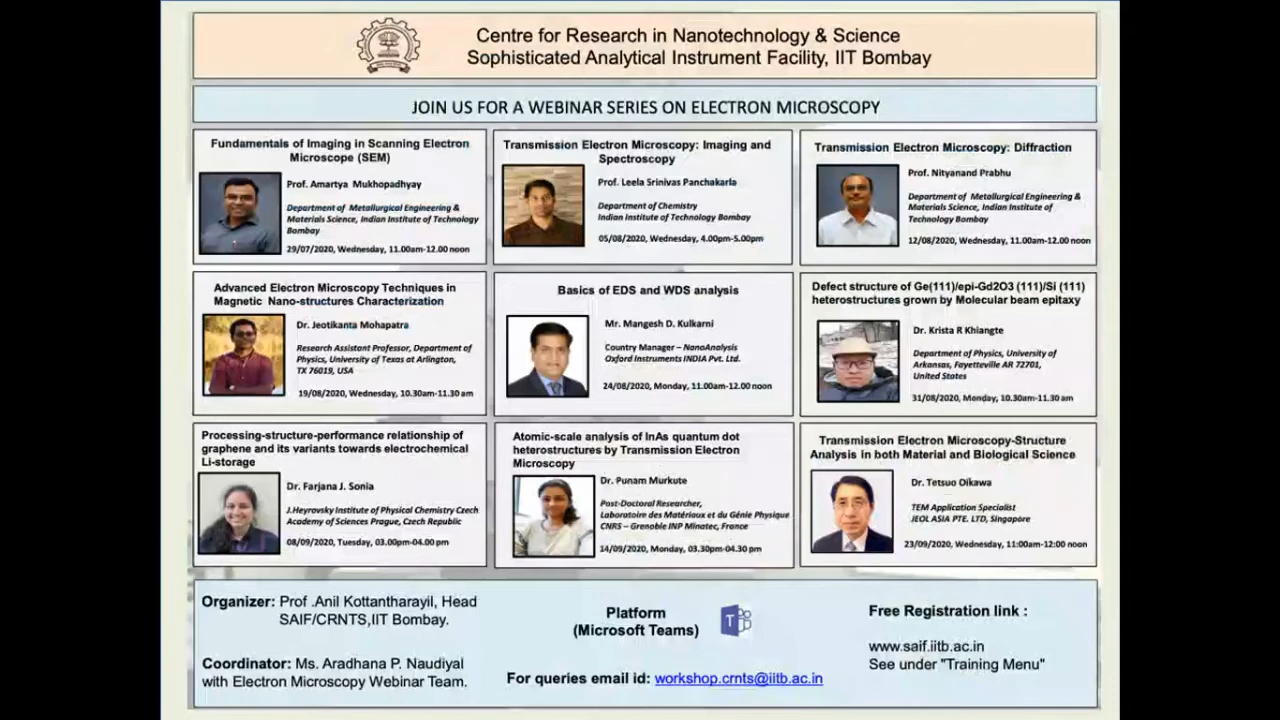 Centre for Research in Nanotechnology & Science
Sophisticated Analytical Instrument Facility, IIT Bombay
JOIN US FOR A WEBINAR SERIES ON ELECTRON MICROSCOPY
Fundamentals of Imaging in Scanning Electron
Microscope (SEM)
Prof. Amartya Mukhopadhyay
Department of Metallurgical Engineering &
Materials Science, Indian Institute of Technology
Bombay
29/07/2020, Wednesday, 11.00am-12.00 noon
Transmission Electron Microscopy: Imaging and
Spectroscopy
Prof. Leela Srinivas Panchakarla
Department of Chemistry
Indian Institute of Technology Bombay
05/08/2020, Wednesday, 4.00pm-5.00pm
Transmission Electron Microscopy: Diffraction
Prof. Nityanand Prabhu
Department of Metallurgical Engineering &
Materials Science, Indian Institute of
Technology Bombay
12/08/2020, Wednesday, 11.00am-12.00 noon
Advanced Electron Microscopy Techniques in
Magnetic Nano-structures Characterization
Dr. Jeotikanta Mohapatra
Research Assistant Professor, Department of
Physics, University of Texas at Arlington,
TX 76019, USA
19/08/2020, Wednesday, 10.30am-11.30 am
Basics of EDS and WDS analysis
Mr. Mangesh D. Kulkarni
Country Manager – NanoAnalysis
Oxford Instruments INDIA Pvt. Ltd.
24/08/2020, Monday, 11.00am-12.00 noon
Defect structure of Ge(111)/epi-Gd2O3 (111)/Si (111)
heterostructures grown by Molecular beam epitaxy
Dr. Krista R Khiangte
Department of Physics, University of
Arkansas, Fayetteville AR 72701,
United States
31/08/2020, Monday, 10.30am-11.30 am
Processing-structure-performance relationship of
graphene and its variants towards electrochemical
Li-storage
Dr. Farjana J. Sonia
J.Heyrovsky Institute of Physical Chemistry Czech
Academy of Sciences Prague, Czech Republic
08/09/2020, Tuesday, 03.00pm-04.00 pm
Atomic-scale analysis of InAs quantum dot
heterostructures by Transmission Electron
Microscopy
Dr. Punam Murkute
Post-Doctoral Researcher,
Laboratoire des Matériaux et du Génie Physique
CNRS – Grenoble INP Minatec, France
14/09/2020, Monday, 03.30pm-04.30 pm
Transmission Electron Microscopy-Structure
Analysis in both Material and Biological Science
Dr. Tetsuo Oikawa
TEM Application Specialist
JEOL ASIA PTE. LTD, Singapore
23/09/2020, Wednesday, 11:00am-12:00 noon
Organizer: Prof .Anil Kottantharayil, Head
SAIF/CRNTS,IIT Bombay.
Coordinator: Ms. Aradhana P. Naudiyal
with Electron Microscopy Webinar Team.
Platform
(Microsoft Teams)
For queries email id: workshop.crnts@iitb.ac.in
Free Registration link :
www.saif.iitb.ac.in
See under "Training Menu"